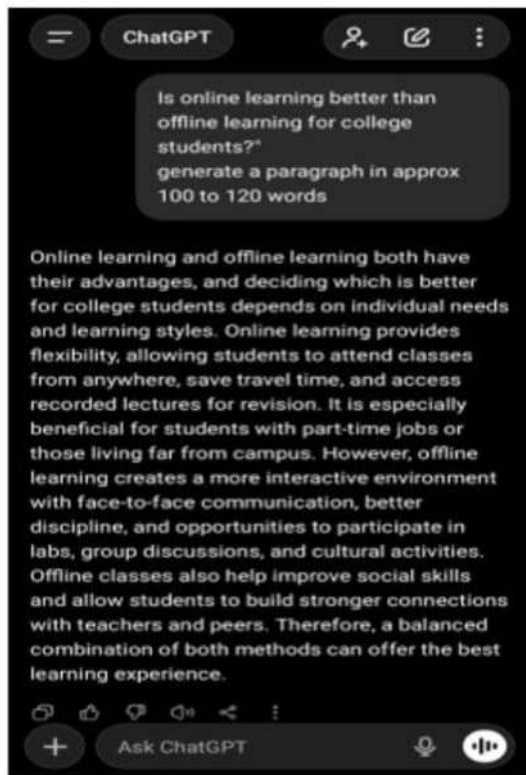 ChatGPT
Is online learning better than
offline learning for college
students?"
generate a paragraph in approx
100 to 120 words
Online learning and offline learning both have
their advantages, and deciding which is better
for college students depends on individual needs
and learning styles. Online learning provides
flexibility, allowing students to attend classes
from anywhere, save travel time, and access
recorded lectures for revision. It is especially
beneficial for students with part-time jobs or
those living far from campus. However, offline
learning creates a more interactive environment
with face-to-face communication, better
discipline, and opportunities to participate in
labs, group discussions, and cultural activities.
Offline classes also help improve social skills
and allow students to build stronger connections
with teachers and peers. Therefore, a balanced
combination of both methods can offer the best
learning experience.
Ask ChatGPT